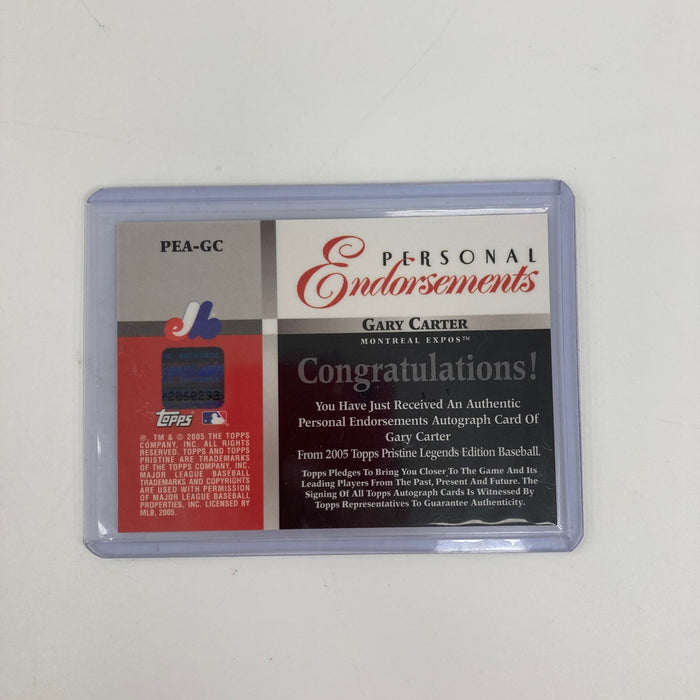 PEA-GC
PERSONAL
Endorsements
GARY CARTER
MONTREAL EXPOS™
Congratulations!
You Have Just Received An Authentic
Personal Endorsements Autograph Card Of
Gary Carter
From 2005 Topps Pristine Legends Edition Baseball.
Topps Pledges To Bring You Closer To The Game And Its
Leading Players From The Past, Present And Future. The
Signing Of All Topps Autograph Cards Is Witnessed By
Topps Representatives To Guarantee Authenticity.
topps
®, TM & © 2005 THE TOPPS
COMPANY, INC. ALL RIGHTS
RESERVED. TOPPS AND TOPPS
PRISTINE ARE TRADEMARKS
OF THE TOPPS COMPANY, INC.
MAJOR LEAGUE BASEBALL
TRADEMARKS AND COPYRIGHTS
ARE USED WITH PERMISSION
OF MAJOR LEAGUE BASEBALL
PROPERTIES, INC. LICENSED BY
MLB, 2005.